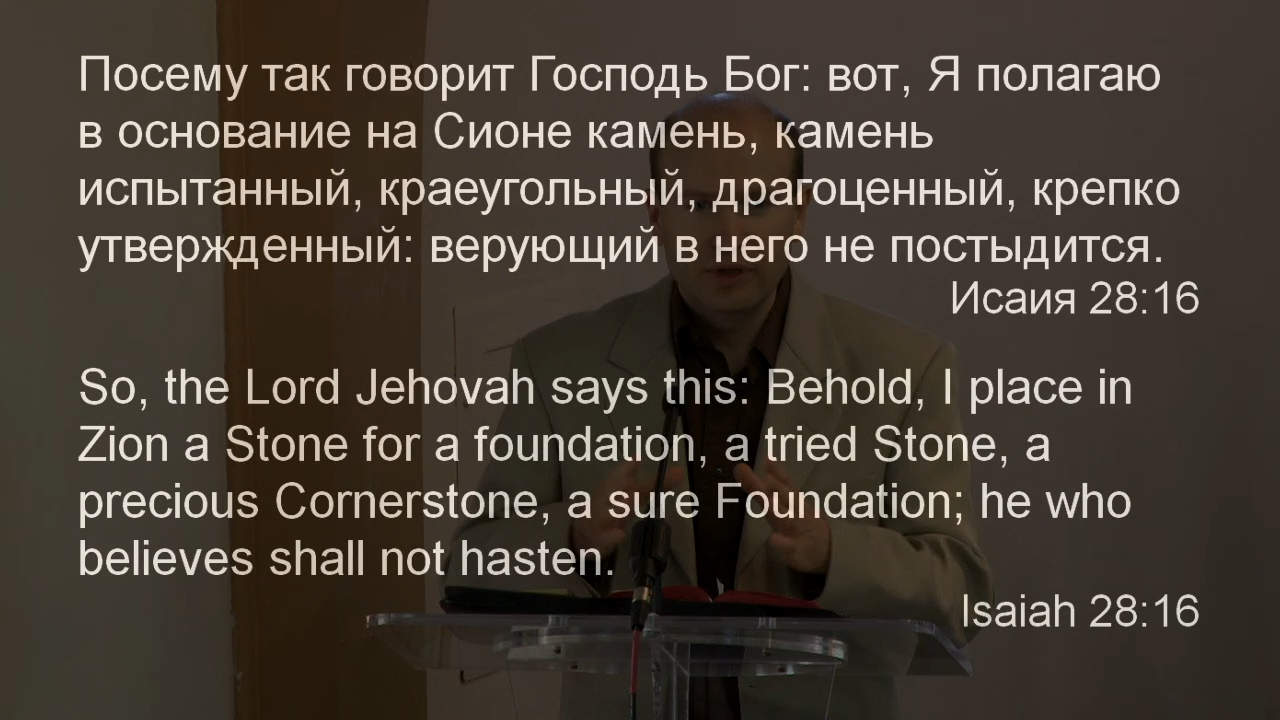 Посему так говорит Господь Бог: вот, Я полагаю
в основание на Сионе камень, камень
испытанный, краеугольный, драгоценный, крепко
утвержденный: верующий в него не постыдится.
Исаия 28:16
So, the Lord Jehovah says this: Behold, I place in
Zion a Stone for a foundation, a tried Stone, a
precious Cornerstone, a sure Foundation; he who
believes shall not hasten.
Isaiah 28:16